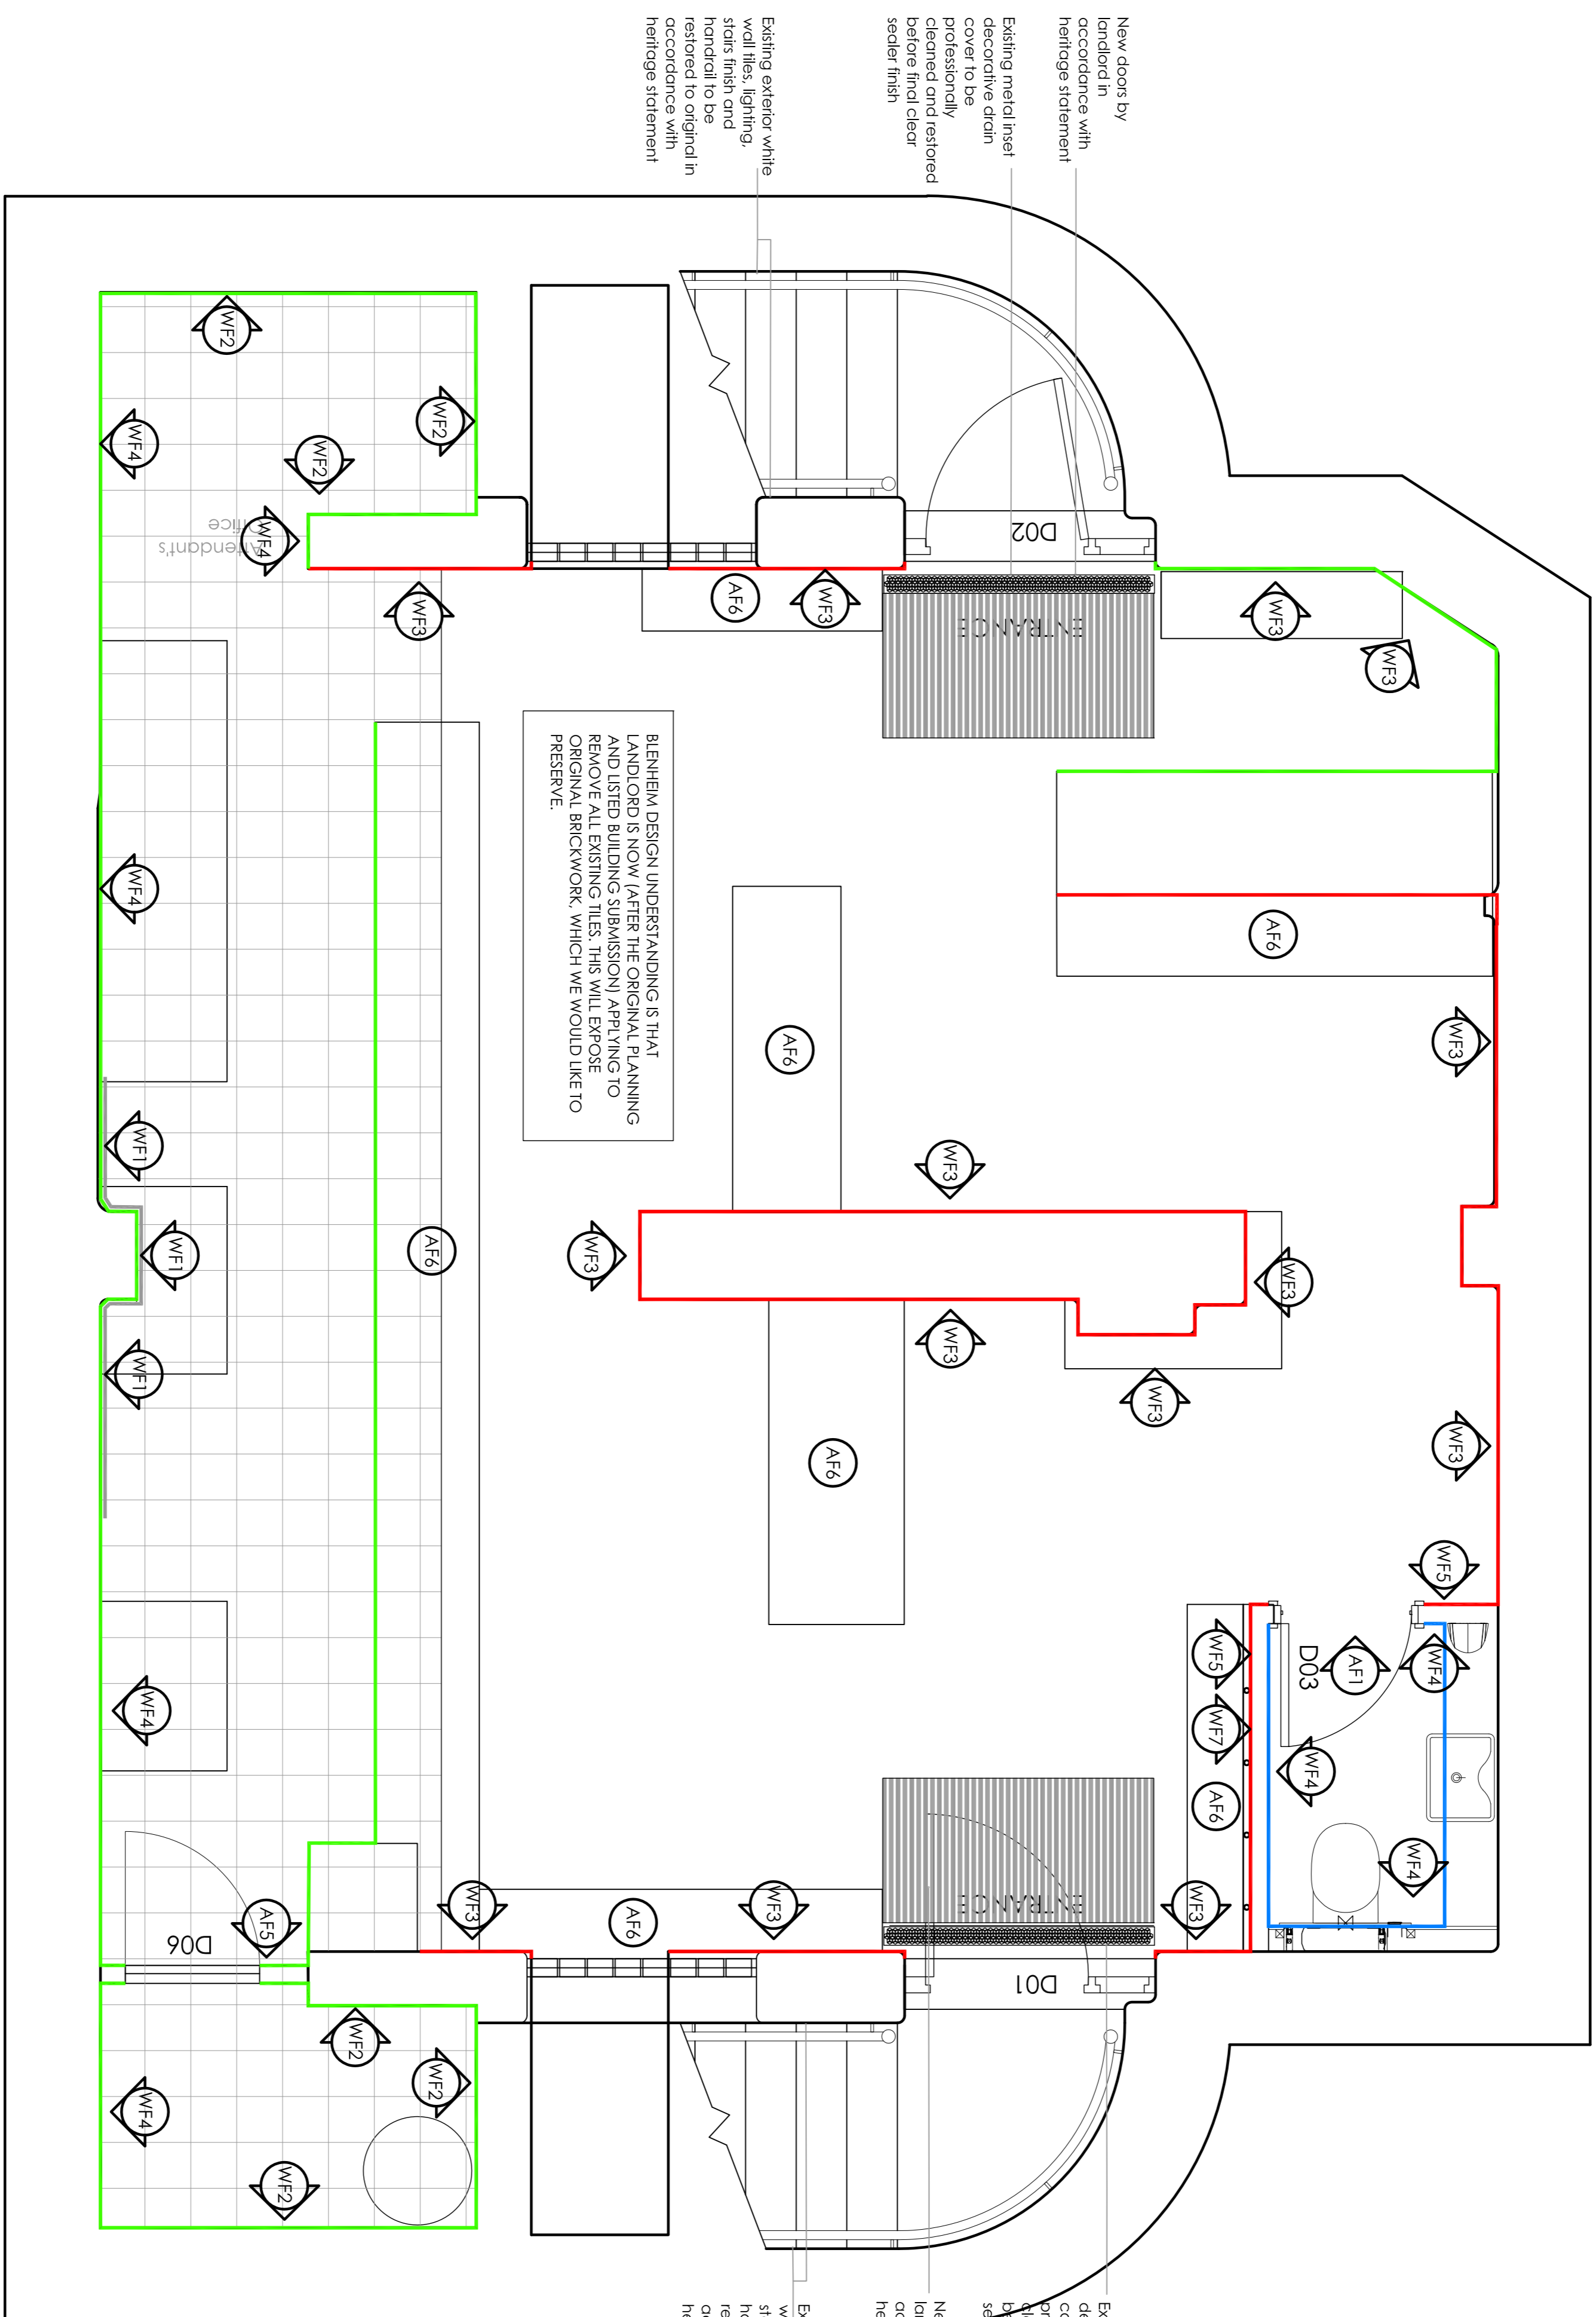 New doors by
landlord in
accordance with
heritage statement
Existing metal inset
decorative drain
cover to be
professionally
cleaned and restored
before final clear
sealer finish
Existing exterior white
wall tiles, lighting,
stairs finish and
handrail to be
restored to original in
accordance with
heritage statement
WF2
WF4
WF2
WF2
WF4
Attendant's
Office
WF3
AF6
WF3
D02
ENTRANCE
WF3
WF3
BLENHEIM DESIGN UNDERSTANDING IS THAT
LANDLORD IS NOW (AFTER THE ORIGINAL PLANNING
AND LISTED BUILDING SUBMISSION) APPLYING TO
REMOVE ALL EXISTING TILES. THIS WILL EXPOSE
ORIGINAL BRICKWORK, WHICH WE WOULD LIKE TO
PRESERVE.
WF4
AF6
AF6
WF3
WF1
WF3
WF1
AF6
WF3
WF3
WF1
WF3
WF3
AF6
WF3
WF5
WF4
WF5
D03
AF1
WF4
WF7
WF4
AF6
WF4
AF5
D06
WF3
AF6
WF3
ENTRANCE
WF3
D01
WF2
WF2
WF4
WF2